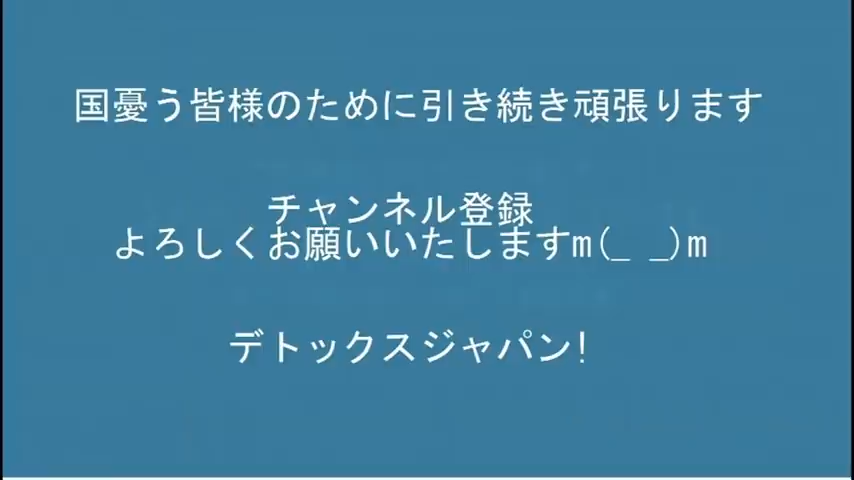 国憂う皆様のために引き続き頑張ります
チャンネル登録
よろしくお願いいたしますm(_ _)m
デトックスジャパン!